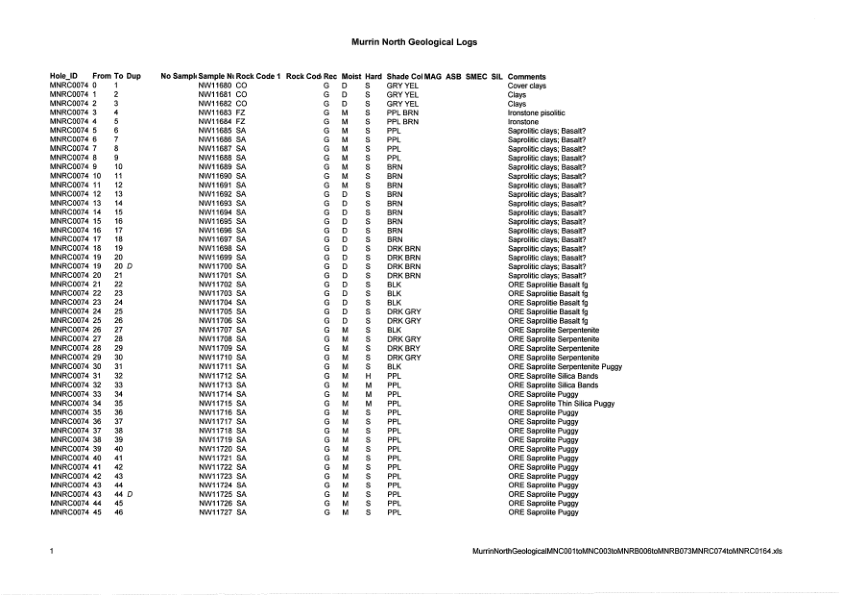 Murrin North Geological Logs
Hole_ID From To Dup No Sampl Sample Nu Rock Code 1 Rock Cod Rec Moist Hard Shade Col MAG ASB SMEC SIL Comments
MNRC0074 0 1 NW11680 CO G D S GRY YEL Cover clays
MNRC0074 1 2 NW11681 CO G D S GRY YEL Clays
MNRC0074 2 3 NW11682 CO G D S GRY YEL Clays
MNRC0074 3 4 NW11683 FZ G M S PPL BRN Ironstone pisolitic
MNRC0074 4 5 NW11684 FZ G M S PPL BRN Ironstone
MNRC0074 5 6 NW11685 SA G M S PPL Saprolitic clays; Basalt?
MNRC0074 6 7 NW11686 SA G M S PPL Saprolitic clays; Basalt?
MNRC0074 7 8 NW11687 SA G M S PPL Saprolitic clays; Basalt?
MNRC0074 8 9 NW11688 SA G M S PPL Saprolitic clays; Basalt?
MNRC0074 9 10 NW11689 SA G M S BRN Saprolitic clays; Basalt?
MNRC0074 10 11 NW11690 SA G M S BRN Saprolitic clays; Basalt?
MNRC0074 11 12 NW11691 SA G M S BRN Saprolitic clays; Basalt?
MNRC0074 12 13 NW11692 SA G D S BRN Saprolitic clays; Basalt?
MNRC0074 13 14 NW11693 SA G D S BRN Saprolitic clays; Basalt?
MNRC0074 14 15 NW11694 SA G D S BRN Saprolitic clays; Basalt?
MNRC0074 15 16 NW11695 SA G D S BRN Saprolitic clays; Basalt?
MNRC0074 16 17 NW11696 SA G D S BRN Saprolitic clays; Basalt?
MNRC0074 17 18 NW11697 SA G D S BRN Saprolitic clays; Basalt?
MNRC0074 18 19 NW11698 SA G D S DRK BRN Saprolitic clays; Basalt?
MNRC0074 19 20 NW11699 SA G D S DRK BRN Saprolitic clays; Basalt?
MNRC0074 19 20 D NW11700 SA G D S DRK BRN Saprolitic clays; Basalt?
MNRC0074 20 21 NW11701 SA G D S DRK BRN Saprolitic clays; Basalt?
MNRC0074 21 22 NW11702 SA G D S BLK ORE Saprolitie Basalt fg
MNRC0074 22 23 NW11703 SA G D S BLK ORE Saprolitie Basalt fg
MNRC0074 23 24 NW11704 SA G D S BLK ORE Saprolitie Basalt fg
MNRC0074 24 25 NW11705 SA G D S DRK GRY ORE Saprolitie Basalt fg
MNRC0074 25 26 NW11706 SA G D S DRK GRY ORE Saprolitie Basalt fg
MNRC0074 26 27 NW11707 SA G M S BLK ORE Saprolite Serpentenite
MNRC0074 27 28 NW11708 SA G M S DRK GRY ORE Saprolite Serpentenite
MNRC0074 28 29 NW11709 SA G M S DRK BRY ORE Saprolite Serpentenite
MNRC0074 29 30 NW11710 SA G M S DRK GRY ORE Saprolite Serpentenite
MNRC0074 30 31 NW11711 SA G M S BLK ORE Saprolite Serpentenite Puggy
MNRC0074 31 32 NW11712 SA G M H PPL ORE Saprolite Silica Bands
MNRC0074 32 33 NW11713 SA G M M PPL ORE Saprolite Silica Bands
MNRC0074 33 34 NW11714 SA G M M PPL ORE Saprolite Puggy
MNRC0074 34 35 NW11715 SA G M M PPL ORE Saprolite Thin Silica Puggy
MNRC0074 35 36 NW11716 SA G M S PPL ORE Saprolite Puggy
MNRC0074 36 37 NW11717 SA G M S PPL ORE Saprolite Puggy
MNRC0074 37 38 NW11718 SA G M S PPL ORE Saprolite Puggy
MNRC0074 38 39 NW11719 SA G M S PPL ORE Saprolite Puggy
MNRC0074 39 40 NW11720 SA G M S PPL ORE Saprolite Puggy
MNRC0074 40 41 NW11721 SA G M S PPL ORE Saprolite Puggy
MNRC0074 41 42 NW11722 SA G M S PPL ORE Saprolite Puggy
MNRC0074 42 43 NW11723 SA G M S PPL ORE Saprolite Puggy
MNRC0074 43 44 NW11724 SA G M S PPL ORE Saprolite Puggy
MNRC0074 43 44 D NW11725 SA G M S PPL ORE Saprolite Puggy
MNRC0074 44 45 NW11726 SA G M S PPL ORE Saprolite Puggy
MNRC0074 45 46 NW11727 SA G M S PPL ORE Saprolite Puggy
1 MurrinNorthGeologicalMNC001toMNC003toMNRB006toMNRB073MNRC074toMNRC0164.xls